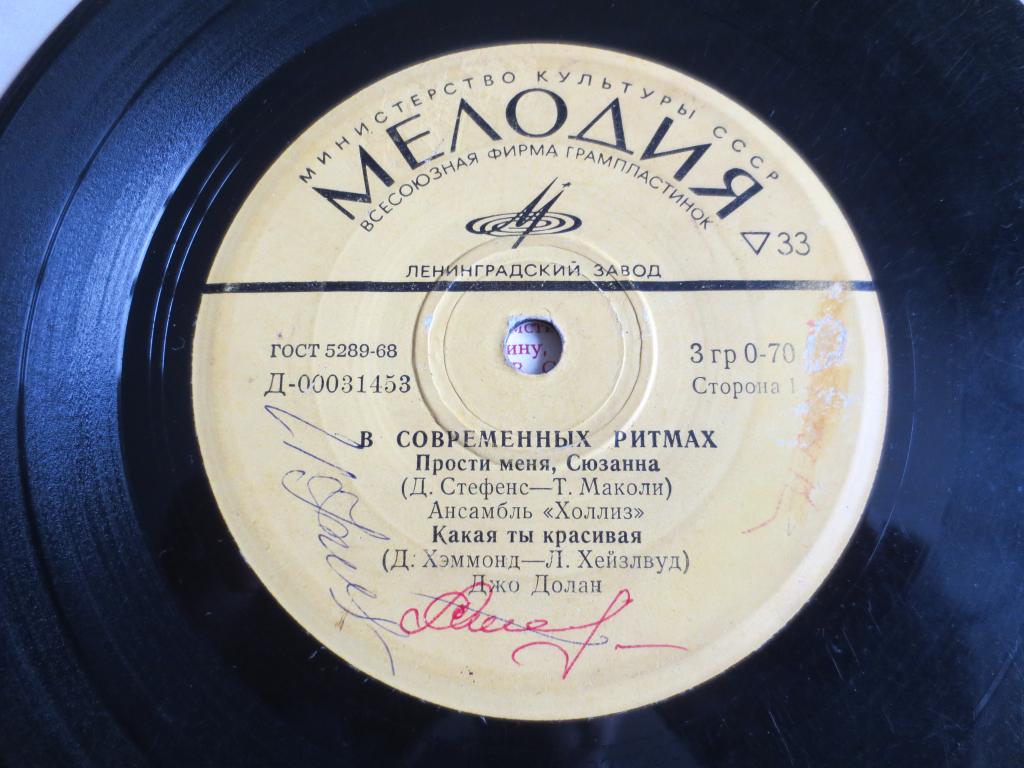 МИНИСТЕРСТВО КУЛЬТУРЫ СССР
МЕЛОДИЯ
ВСЕСОЮЗНАЯ ФИРМА ГРАМПЛАСТИНОК
▽33
ЛЕНИНГРАДСКИЙ ЗАВОД
ину,
ГОСТ 5289-68
3 гр 0-70
Д-00031453
Сторона 1
В СОВРЕМЕННЫХ РИТМАХ
Прости меня, Сюзанна
(Д. Стефенс—Т. Маколи)
Ансамбль «Холлиз»
Какая ты красивая
(Д. Хэммонд—Л. Хейзлвуд)
Джо Долан